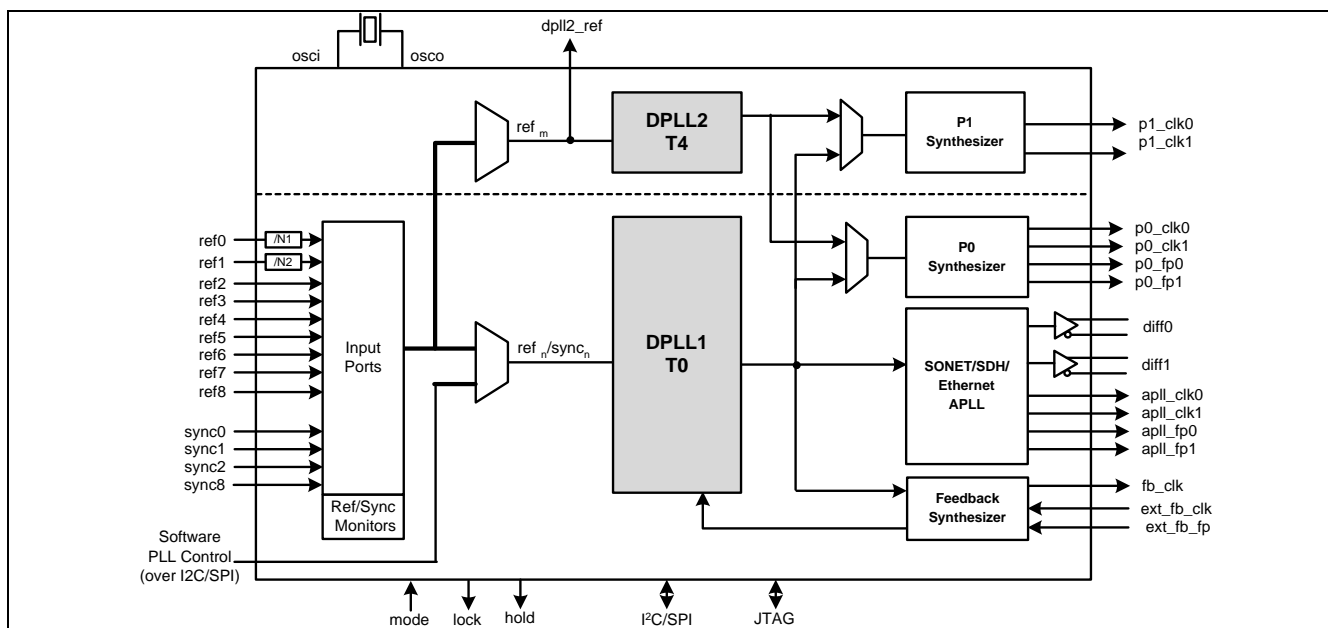 dpll2_ref
osci
osco
ref m
DPLL2
T4
P1
Synthesizer
p1_clk0
p1_clk1
ref0
/N1
ref1
/N2
ref2
ref3
ref4
ref5
ref6
ref7
ref8
sync0
sync1
sync2
sync8
Input
Ports
Ref/Sync
Monitors
Software
PLL Control
(over I2C/SPI)
ref n/syncn
DPLL1
T0
P0
Synthesizer
p0_clk0
p0_clk1
p0_fp0
p0_fp1
SONET/SDH/
Ethernet
APLL
diff0
diff1
apll_clk0
apll_clk1
apll_fp0
apll_fp1
Feedback
Synthesizer
fb_clk
ext_fb_clk
ext_fb_fp
mode
lock
hold
I²C/SPI
JTAG